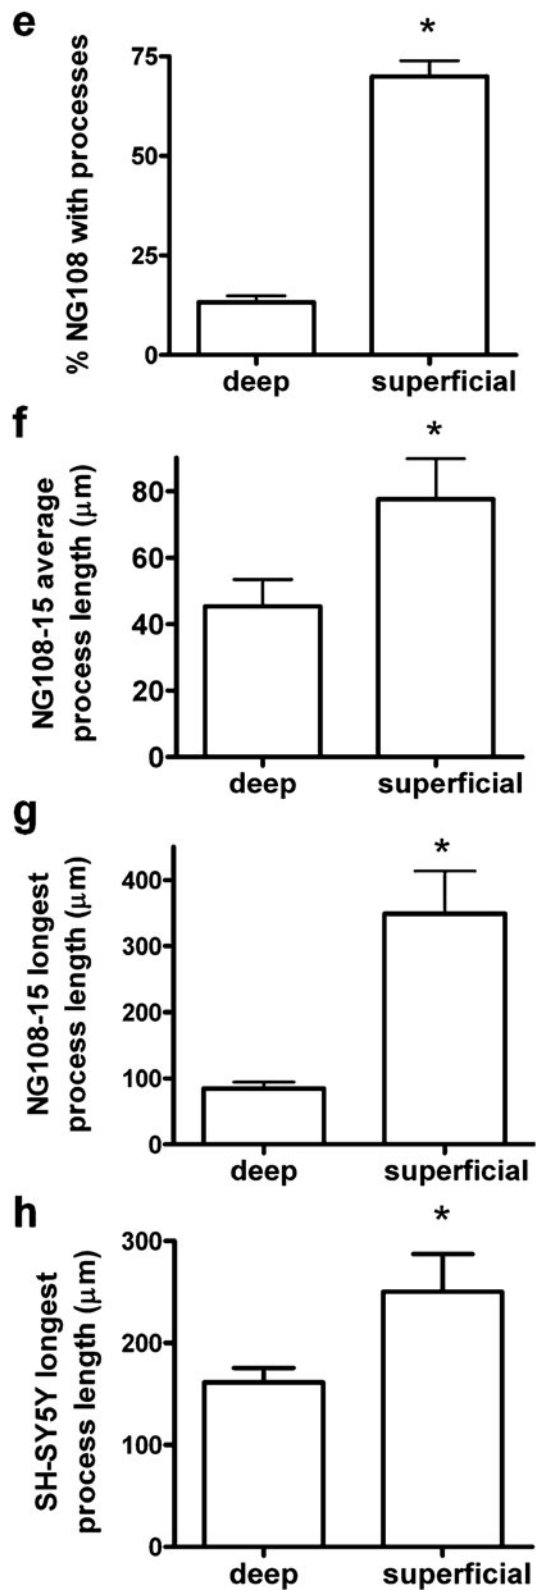 e
*
% NG108 with processes
75
50
25
0
deep superficial
f
*
NG108-15 average
process length (μm)
80
60
40
20
0
deep superficial
g
*
NG108-15 longest
process length (μm)
400
300
200
100
0
deep superficial
h
*
SH-SY5Y longest
process length (μm)
300
200
100
0
deep superficial